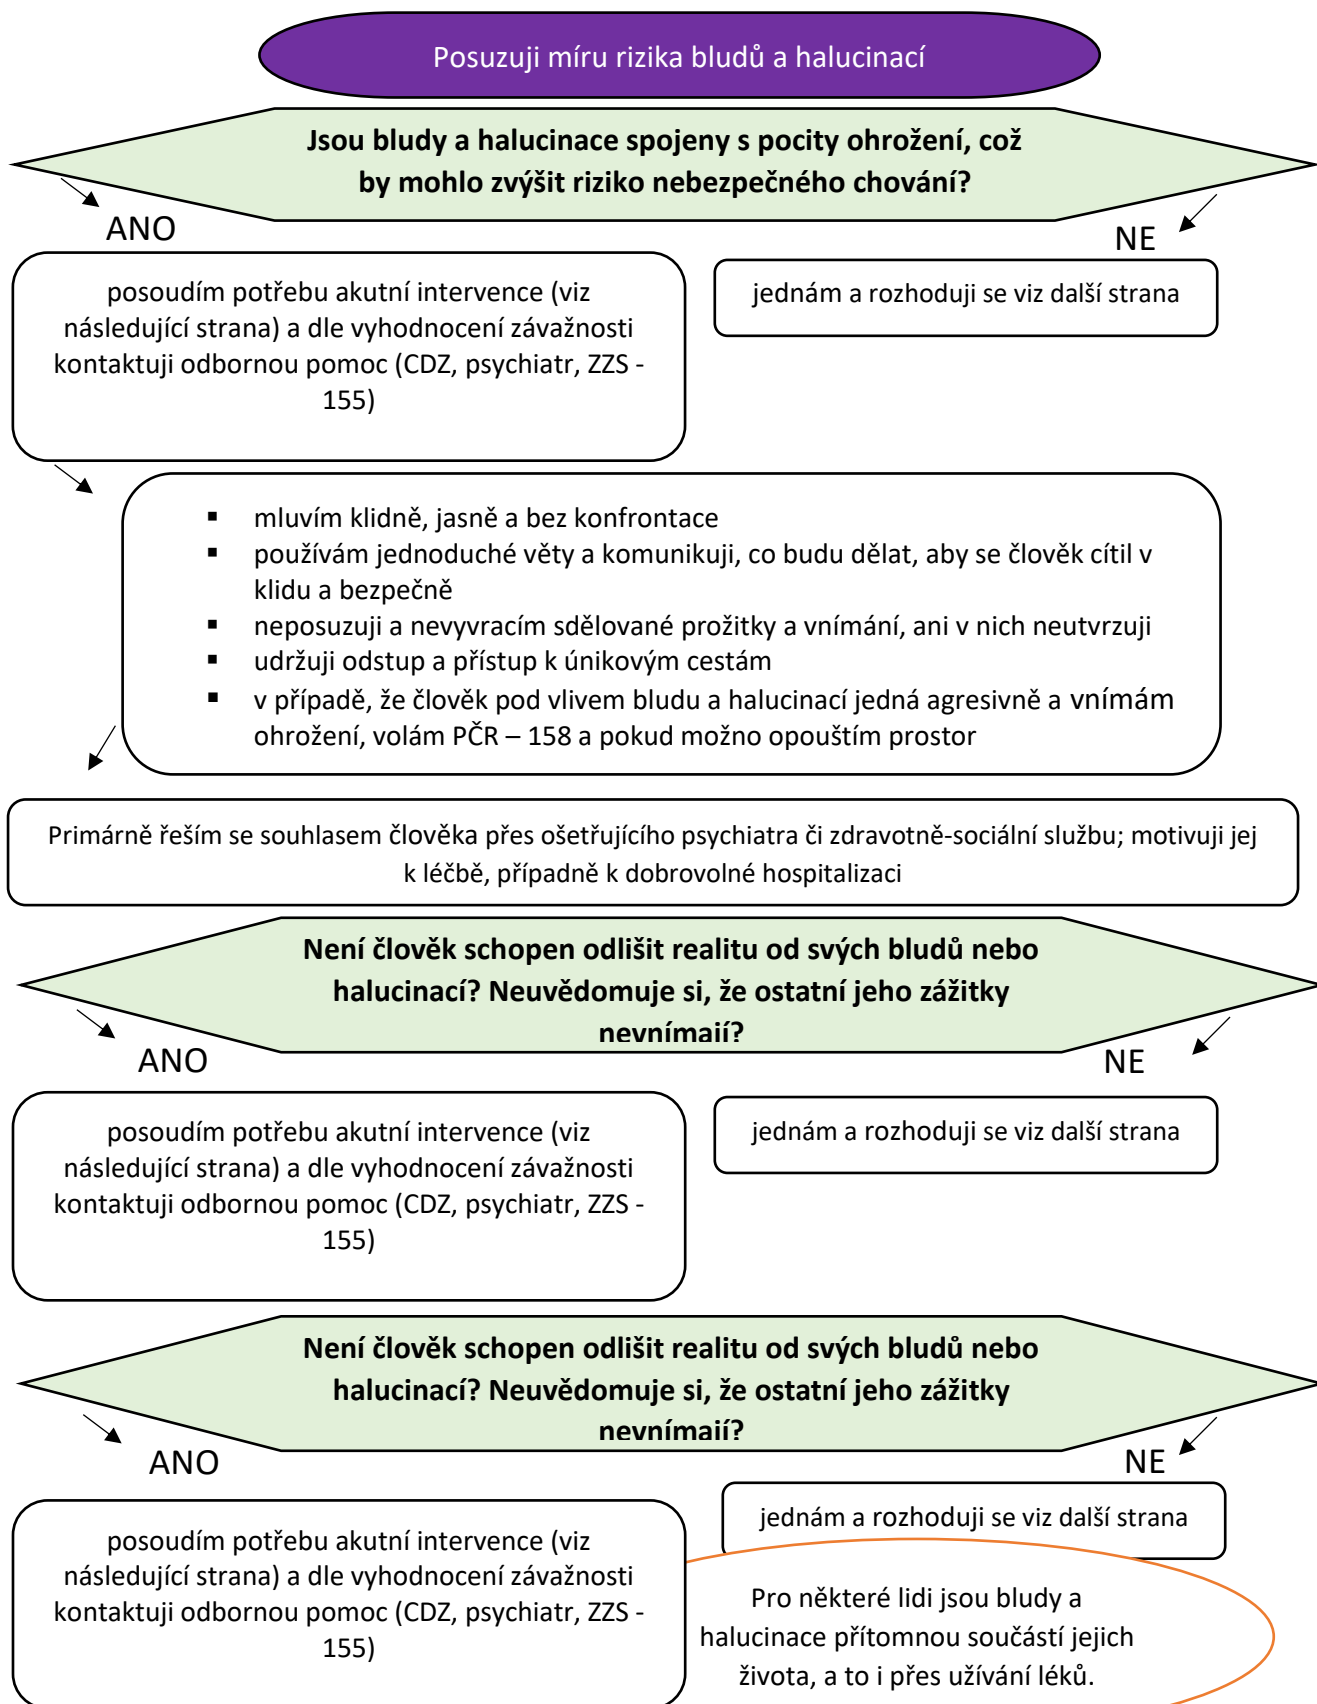 Posuzuji míru rizika bludů a halucinací
Jsou bludy a halucinace spojeny s pocity ohrožení, což
by mohlo zvýšit riziko nebezpečného chování?
ANO
NE
posoudím potřebu akutní intervence (viz
následující strana) a dle vyhodnocení závažnosti
kontaktuji odbornou pomoc (CDZ, psychiatr, ZZS -
155)
jednám a rozhoduji se viz další strana
▪ mluvím klidně, jasně a bez konfrontace
▪ používám jednoduché věty a komunikuji, co budu dělat, aby se člověk cítil v
klidu a bezpečně
▪ neposuzuji a nevyvracím sdělované prožitky a vnímání, ani v nich neutvrzuji
▪ udržuji odstup a přístup k únikovým cestám
▪ v případě, že člověk pod vlivem bludu a halucinací jedná agresivně a vnímám
ohrožení, volám PČR – 158 a pokud možno opouštím prostor
Primárně řeším se souhlasem člověka přes ošetřujícího psychiatra či zdravotně-sociální službu; motivuji jej
k léčbě, případně k dobrovolné hospitalizaci
Není člověk schopen odlišit realitu od svých bludů nebo
halucinací? Neuvědomuje si, že ostatní jeho zážitky
nevnímají?
ANO
NE
posoudím potřebu akutní intervence (viz
následující strana) a dle vyhodnocení závažnosti
kontaktuji odbornou pomoc (CDZ, psychiatr, ZZS -
155)
jednám a rozhoduji se viz další strana
Není člověk schopen odlišit realitu od svých bludů nebo
halucinací? Neuvědomuje si, že ostatní jeho zážitky
nevnímají?
ANO
NE
posoudím potřebu akutní intervence (viz
následující strana) a dle vyhodnocení závažnosti
kontaktuji odbornou pomoc (CDZ, psychiatr, ZZS -
155)
jednám a rozhoduji se viz další strana
Pro některé lidi jsou bludy a
halucinace přítomnou součástí jejich
života, a to i přes užívání léků.